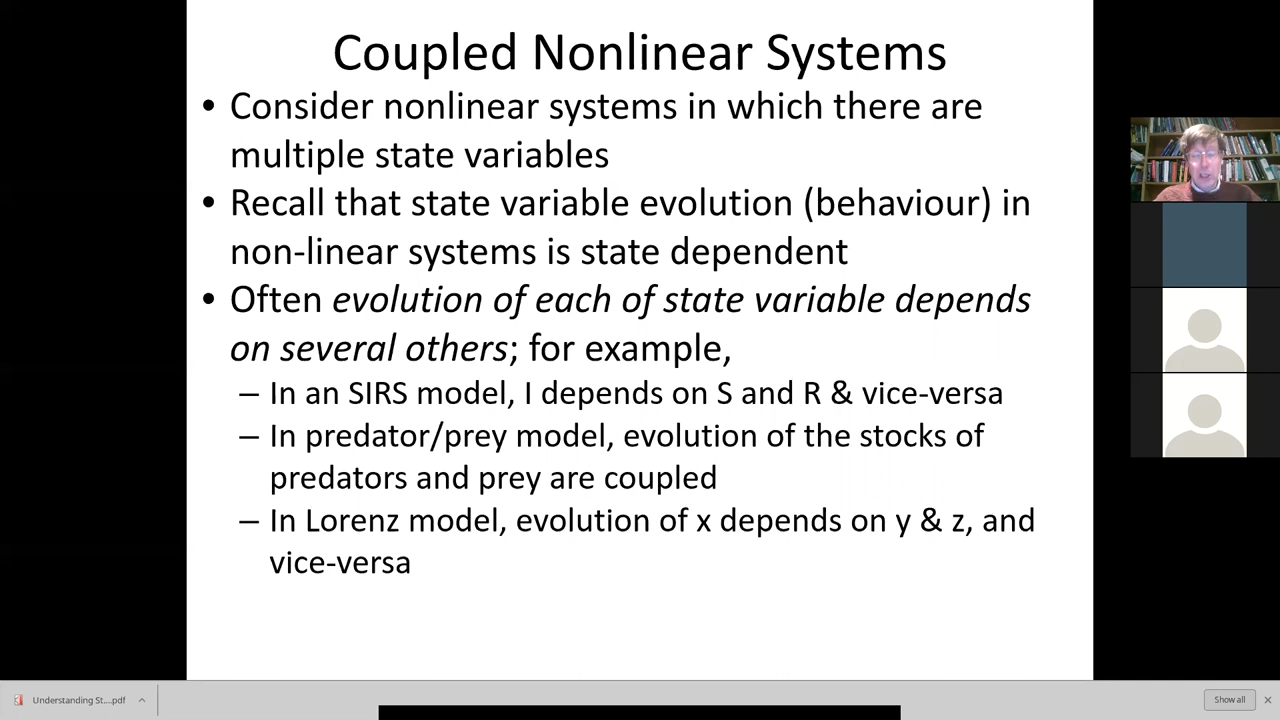 Coupled Nonlinear Systems
• Consider nonlinear systems in which there are
multiple state variables
• Recall that state variable evolution (behaviour) in
non-linear systems is state dependent
• Often evolution of each of state variable depends
on several others; for example,
– In an SIRS model, I depends on S and R & vice-versa
– In predator/prey model, evolution of the stocks of
predators and prey are coupled
– In Lorenz model, evolution of x depends on y & z, and
vice-versa
Understanding St....pdf
Show all